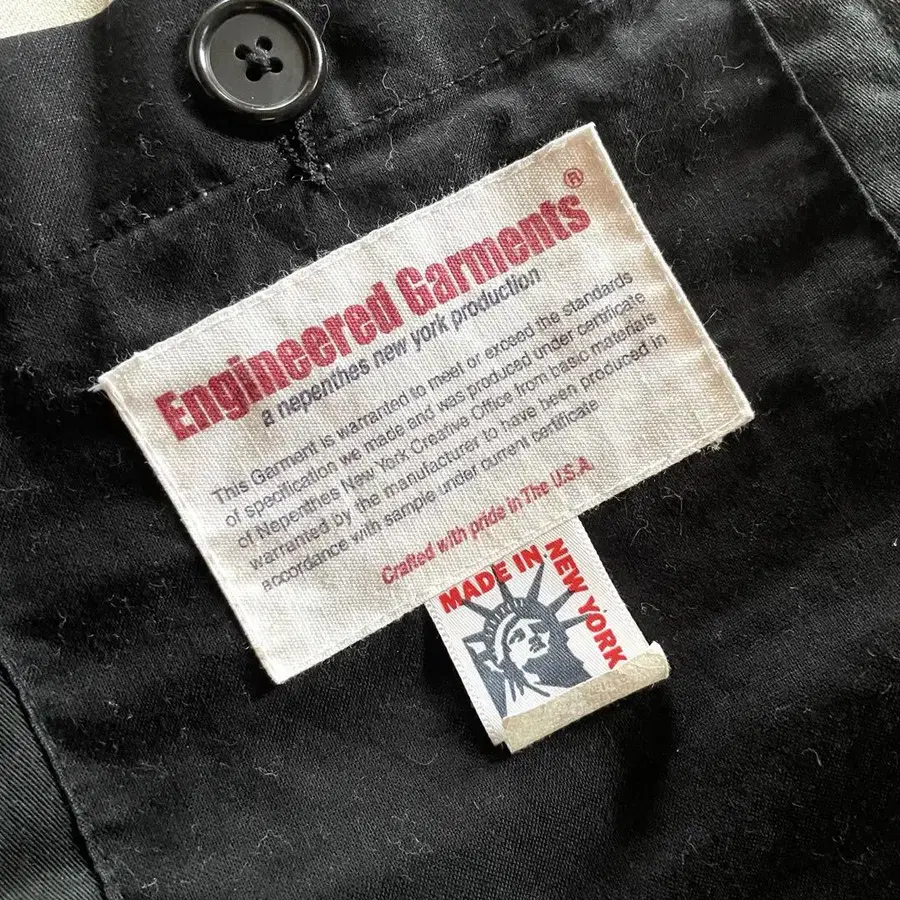 Engineered Garments®
a nepenthes new york production
This Garment is warranted to meet or exceed the standards
of specification we made and was produced under certificate
of Nepenthes New York Creative Office from basic materials
warranted by the manufacturer to have been produced in
accordance with sample under current certificate
Crafted with pride in The U.S.A.
MADE IN NEW YORK